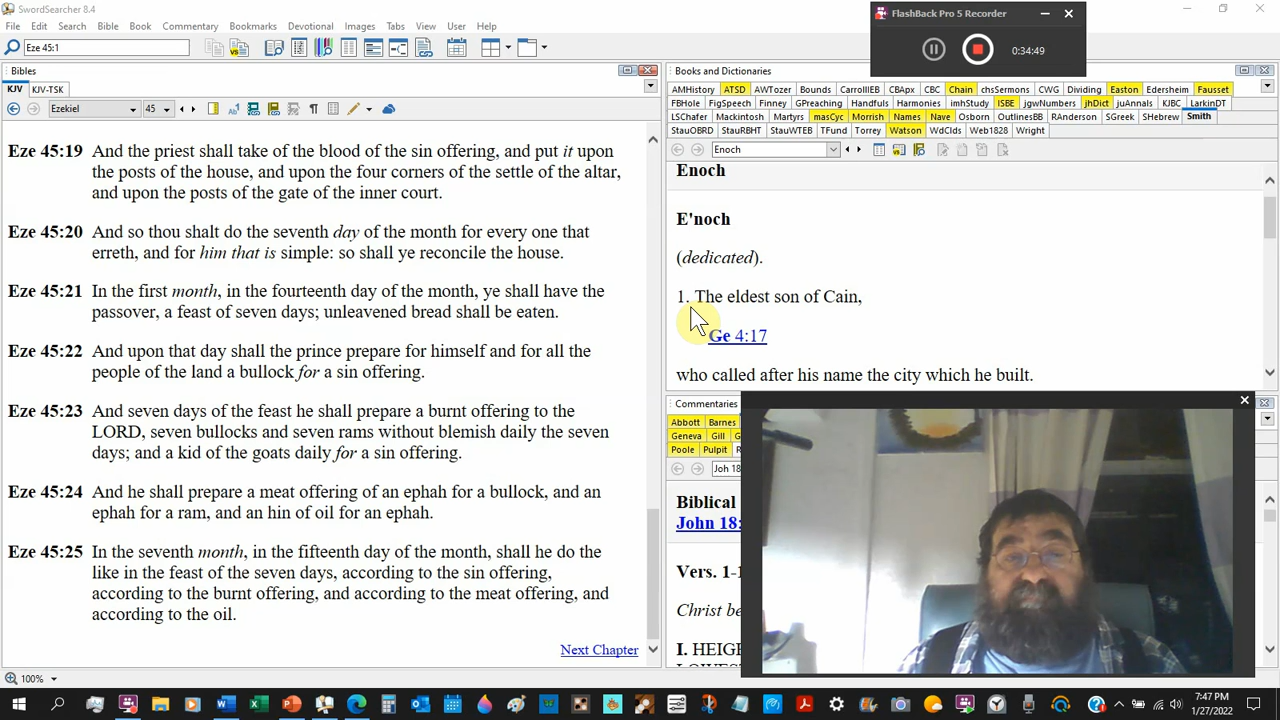 SwordSearcher 8.4
File Edit Search Bible Book Commentary Bookmarks Devotional Images Tabs View User Help
Eze 45:1
FlashBack Pro 5 Recorder
0:34:49
Bibles
KJV KJV-TSK
Ezekiel 45
Eze 45:19 And the priest shall take of the blood of the sin offering, and put it upon
the posts of the house, and upon the four corners of the settle of the altar,
and upon the posts of the gate of the inner court.
Eze 45:20 And so thou shalt do the seventh day of the month for every one that
erreth, and for him that is simple: so shall ye reconcile the house.
Eze 45:21 In the first month, in the fourteenth day of the month, ye shall have the
passover, a feast of seven days; unleavened bread shall be eaten.
Eze 45:22 And upon that day shall the prince prepare for himself and for all the
people of the land a bullock for a sin offering.
Eze 45:23 And seven days of the feast he shall prepare a burnt offering to the
LORD, seven bullocks and seven rams without blemish daily the seven
days; and a kid of the goats daily for a sin offering.
Eze 45:24 And he shall prepare a meat offering of an ephah for a bullock, and an
ephah for a ram, and an hin of oil for an ephah.
Eze 45:25 In the seventh month, in the fifteenth day of the month, shall he do the
like in the feast of the seven days, according to the sin offering,
according to the burnt offering, and according to the meat offering, and
according to the oil.
Next Chapter
100%
Books and Dictionaries
AMHistory ATSD AWTozer Bounds CarrollIEB CBApx CBC Chain chsSermons CWG Dividing Easton Edersheim Fausset
FBHole FigSpeech Finney GPreaching Handfuls Harmonies imhStudy ISBE jgwNumbers jhDict juAnnals KJBC LarkinDT
LSChafer Mackintosh Martyrs masCyc Morrish Names Nave Osborn OutlinesBB RAnderson SGreek SHebrew Smith
StauOBRD StauRBHT StauWTEB TFund Torrey Watson WdClds Web1828 Wright
Enoch
Enoch
E'noch
(dedicated).
1. The eldest son of Cain,
Ge 4:17
who called after his name the city which he built.
Commentaries
Abbott Barnes
Geneva Gill
Poole Pulpit
Joh 18
Biblical
John 18:
Vers. 1-1
Christ be
I. HEIGH
LOWEST
7:47 PM
1/27/2022